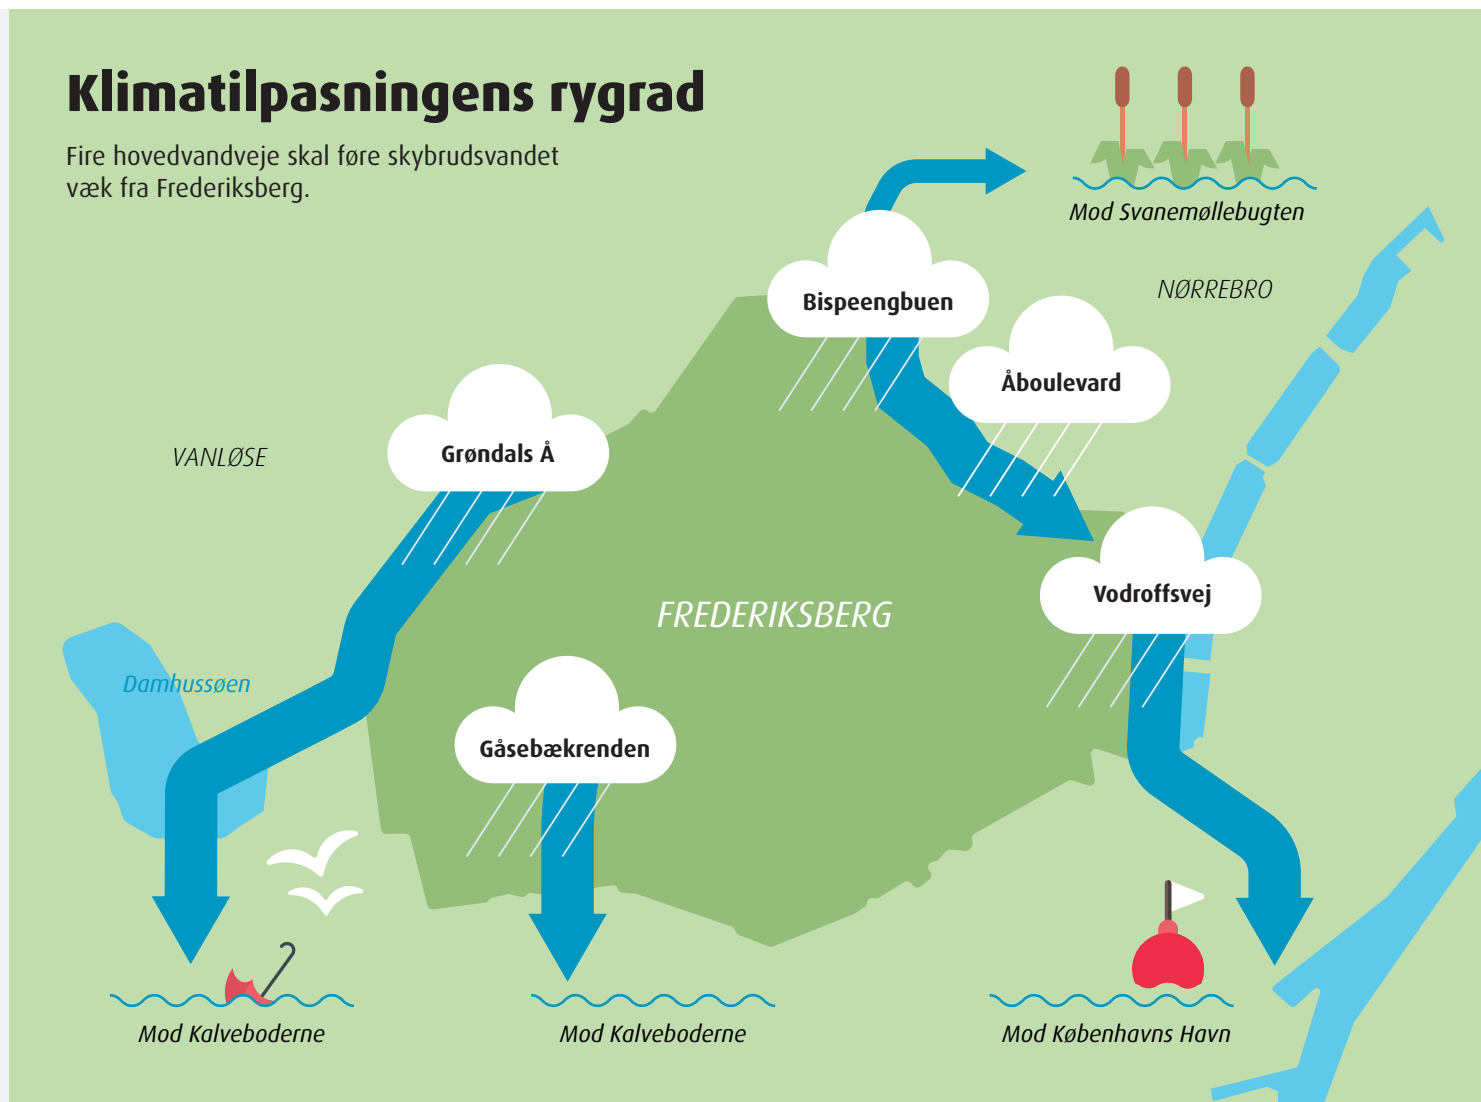 Klimatilpasningens rygrad
Fire hovedvandveje skal føre skybrudsvandet
væk fra Frederiksberg.
Mod Svanemøllebugten
NØRREBRO
Bispeengbuen
Åboulevard
VANLØSE
Grøndals Å
Vodroffsvej
FREDERIKSBERG
Damhussøen
Gåsebækrenden
Mod Kalveboderne
Mod Kalveboderne
Mod Københavns Havn